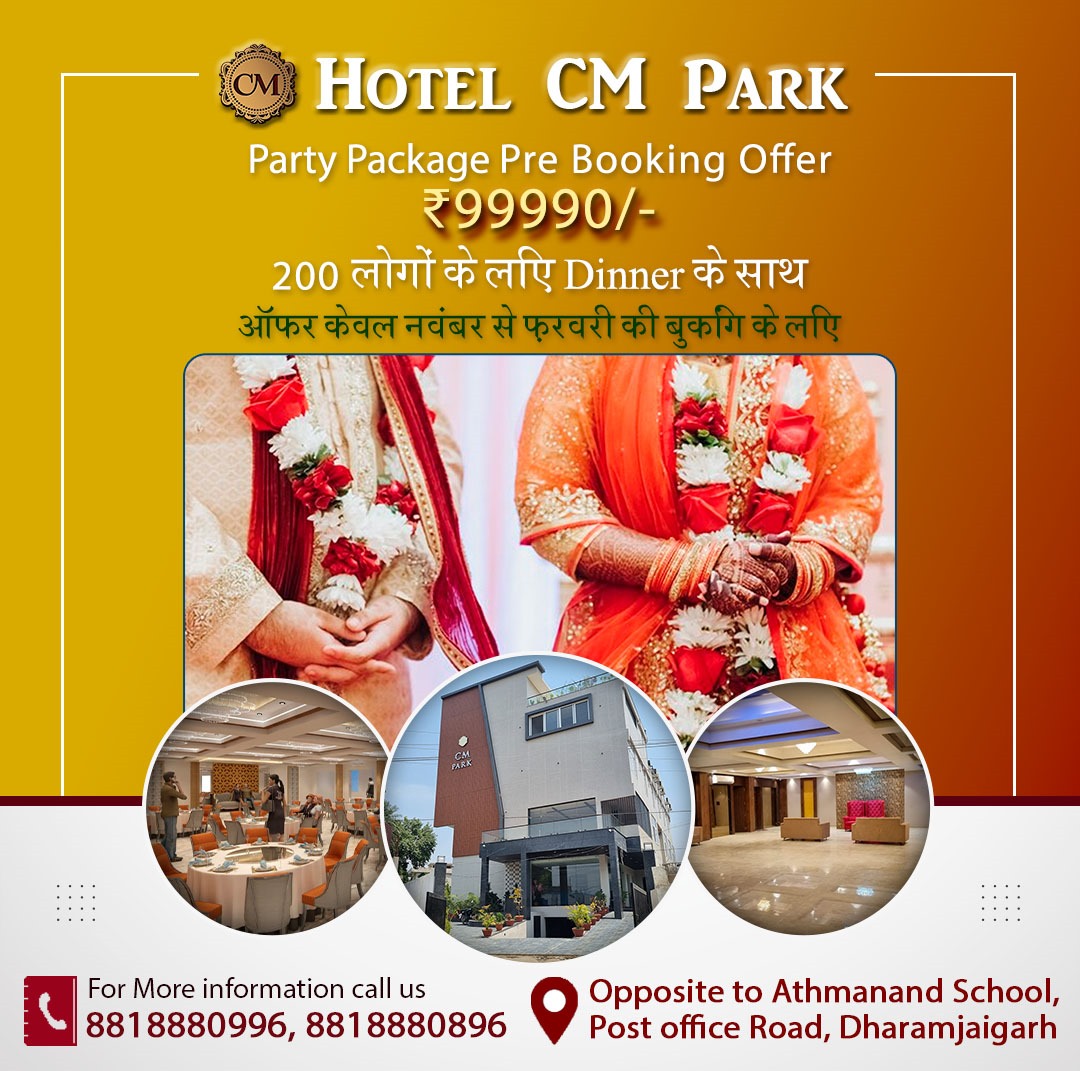 CM
HOTEL CM PARK
Party Package Pre Booking Offer
₹99990/-
200 लोगों के लिए Dinner के साथ
ऑफर केवल नवंबर से फ़रवरी की बुकिंग के लिए
CM
PARK
For More information call us
8818880996, 8818880896
Opposite to Athmanand School,
Post office Road, Dharamjaigarh